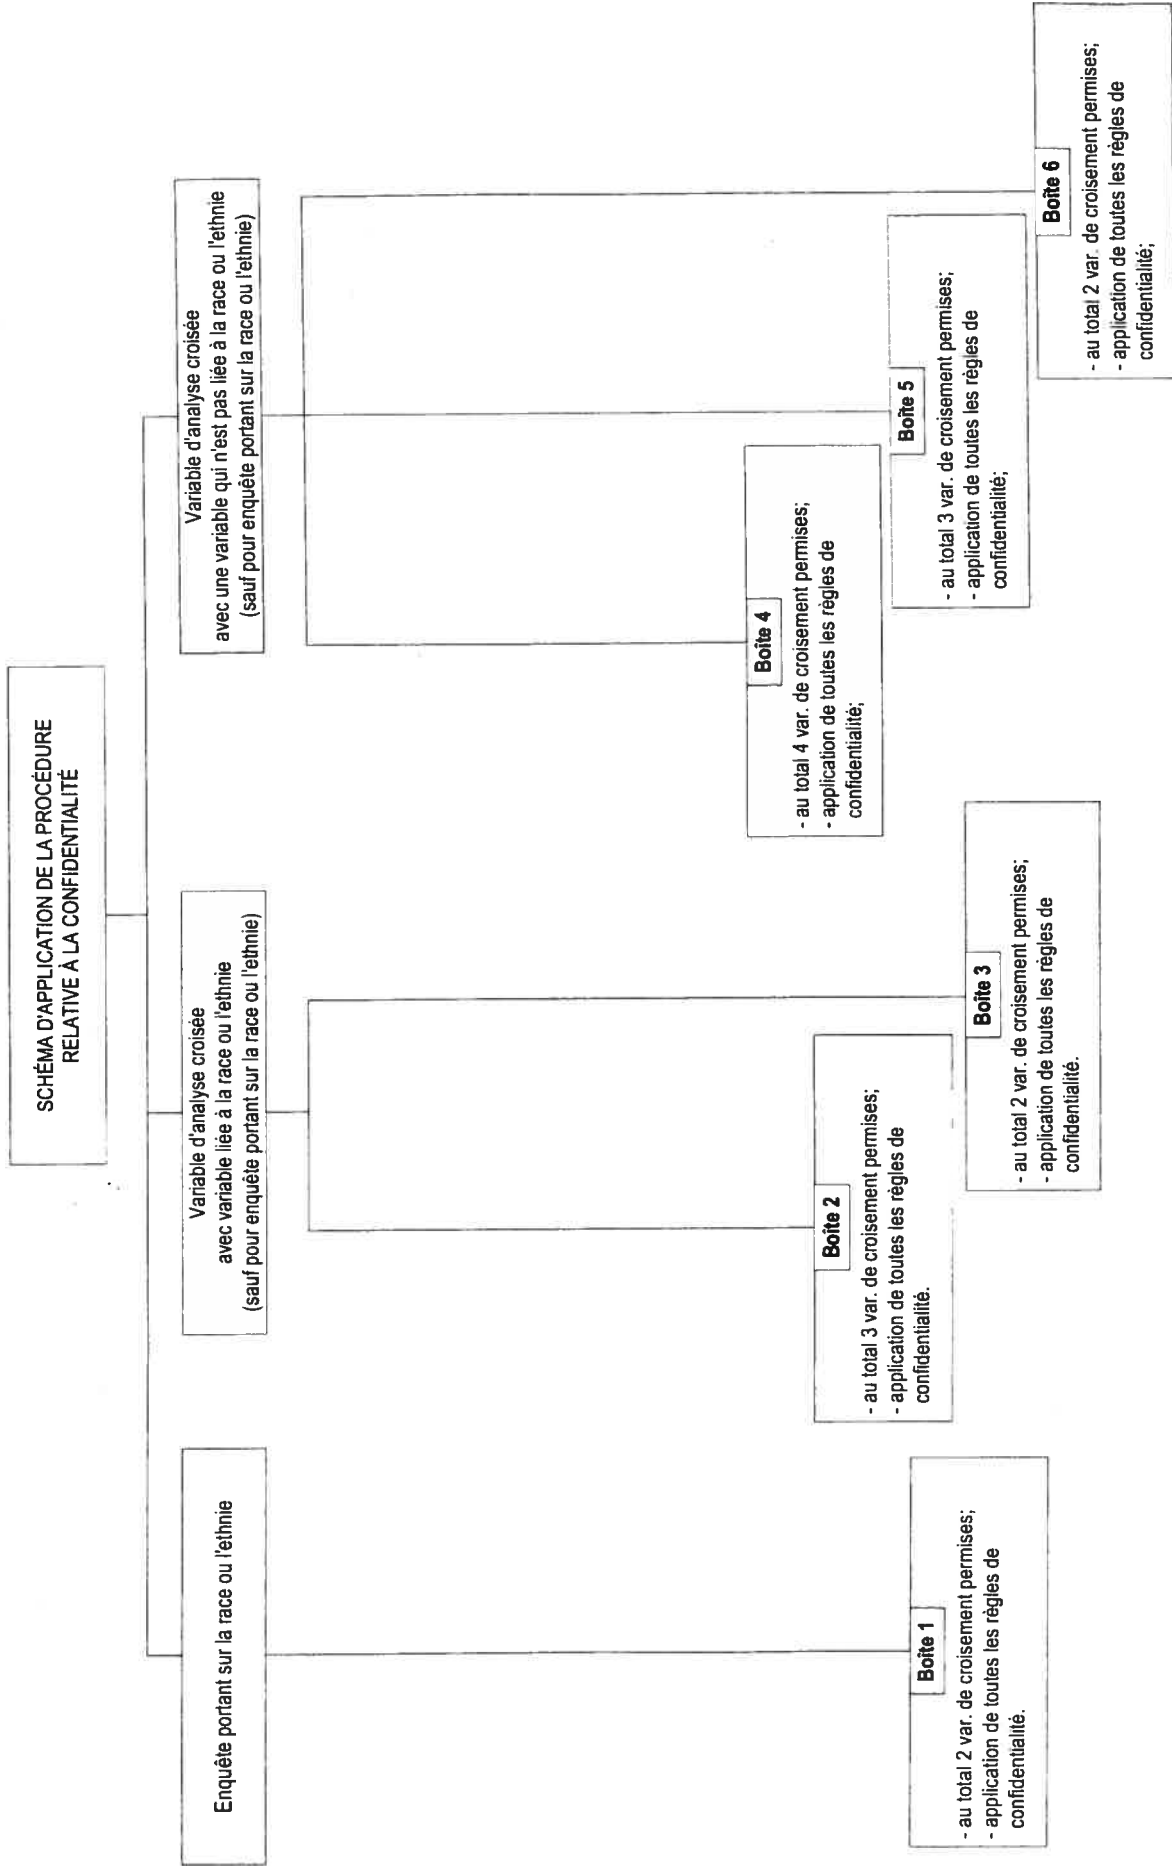 SCHÉMA D'APPLICATION DE LA PROCÉDURE
RELATIVE À LA CONFIDENTIALITÉ
Enquête portant sur la race ou l'ethnie
Variable d'analyse croisée
avec variable liée à la race ou l'ethnie
(sauf pour enquête portant sur la race ou l'ethnie)
Variable d'analyse croisée
avec une variable qui n'est pas liée à la race ou l'ethnie
(sauf pour enquête portant sur la race ou l'ethnie)
Boîte 1
- au total 2 var. de croisement permises;
- application de toutes les règles de
confidentialité.
Boîte 2
- au total 3 var. de croisement permises;
- application de toutes les règles de
confidentialité.
Boîte 3
- au total 2 var. de croisement permises;
- application de toutes les règles de
confidentialité.
Boîte 4
- au total 4 var. de croisement permises;
- application de toutes les règles de
confidentialité;
Boîte 5
- au total 3 var. de croisement permises;
- application de toutes les règles de
confidentialité;
Boîte 6
- au total 2 var. de croisement permises;
- application de toutes les règles de
confidentialité;